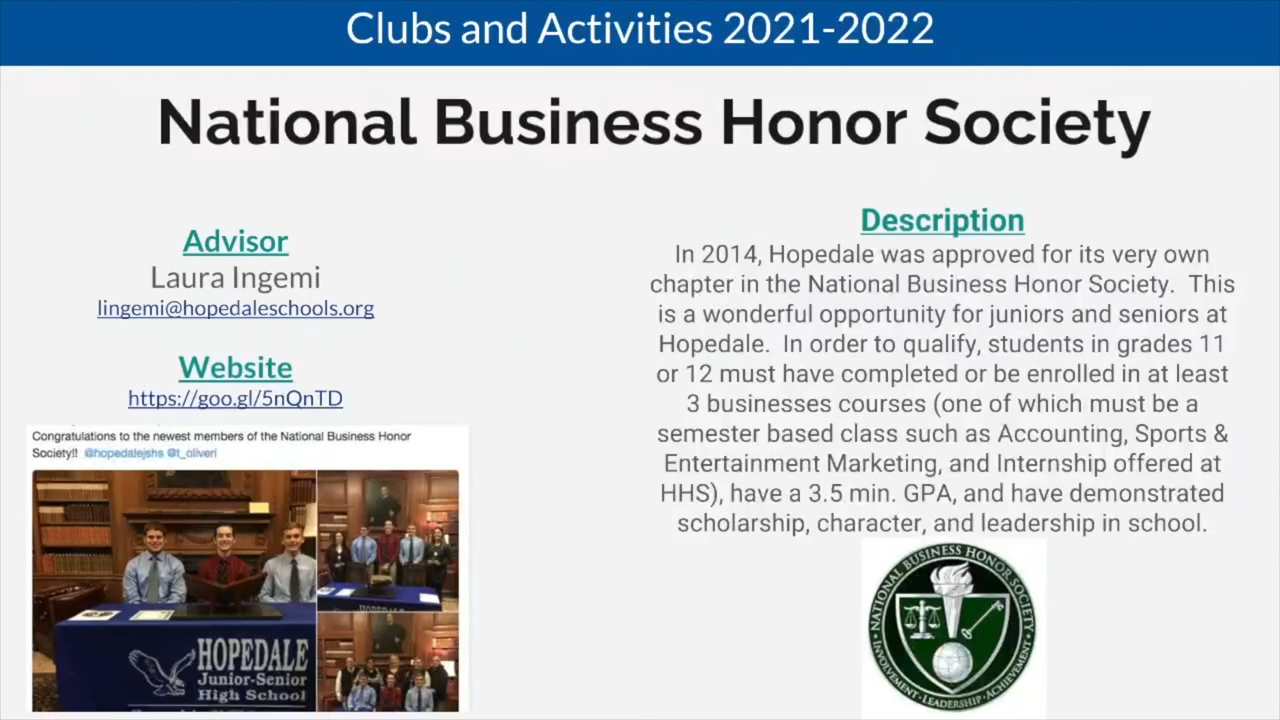 Clubs and Activities 2021-2022
National Business Honor Society
Advisor
Laura Ingemi
lingemi@hopedaleschools.org
Website
https://goo.gl/5nQnTD
Congratulations to the newest members of the National Business Honor
Society!! @hopedalejshs @t_oliveri
HOPEDALE
Junior-Senior
High School
HOPEDALE
Description
In 2014, Hopedale was approved for its very own
chapter in the National Business Honor Society. This
is a wonderful opportunity for juniors and seniors at
Hopedale. In order to qualify, students in grades 11
or 12 must have completed or be enrolled in at least
3 businesses courses (one of which must be a
semester based class such as Accounting, Sports &
Entertainment Marketing, and Internship offered at
HHS), have a 3.5 min. GPA, and have demonstrated
scholarship, character, and leadership in school.
NATIONAL BUSINESS HONOR SOCIETY
INVOLVEMENT · LEADERSHIP · ACHIEVEMENT